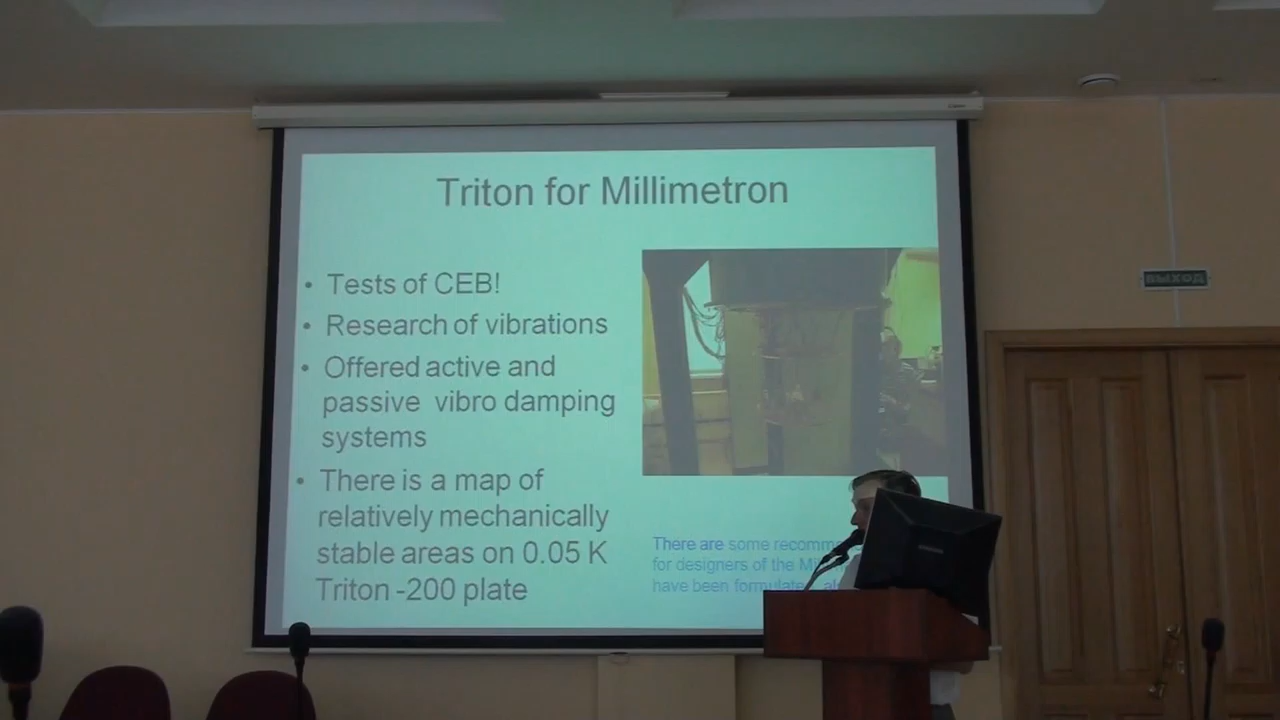 Triton for Millimetron
• Tests of CEB!
• Research of vibrations
• Offered active and
passive vibro damping
systems
• There is a map of
relatively mechanically
stable areas on 0.05 K
Triton -200 plate
There are some
for designers of the
have been
ВЫХОД